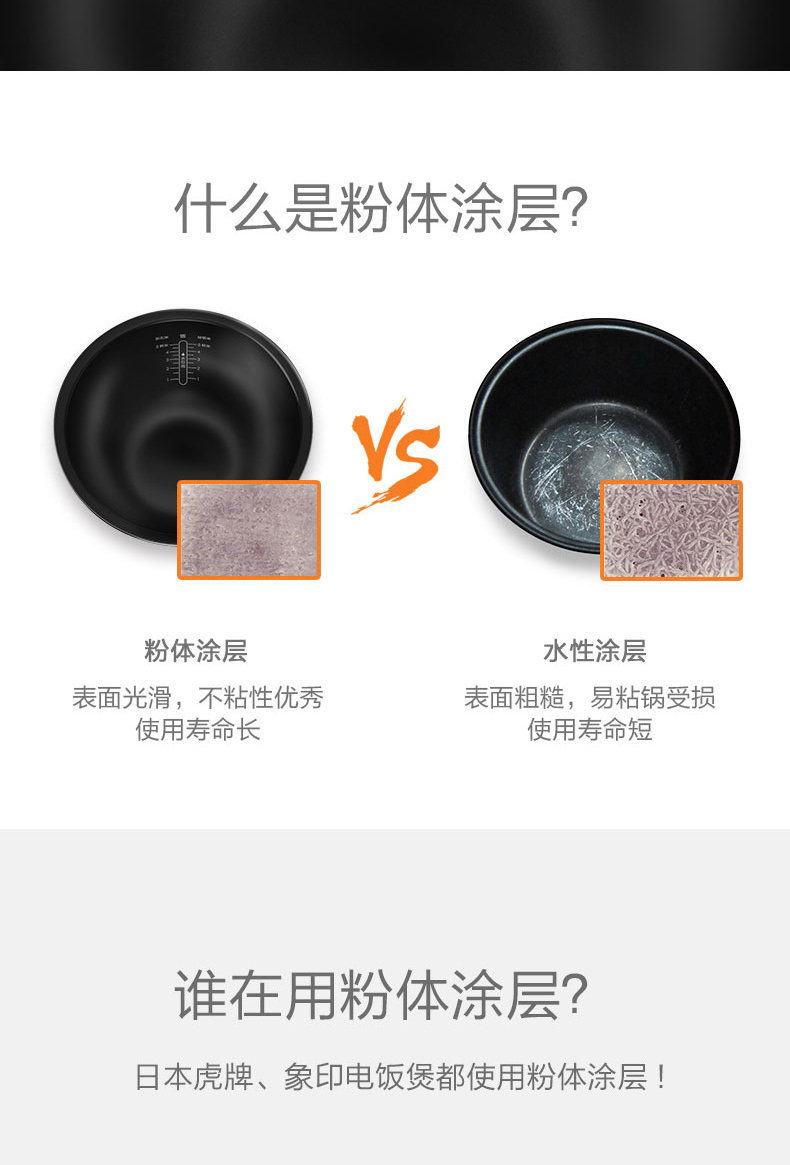 什么是粉体涂层?
VS
粉体涂层
表面光滑，不粘性优秀
使用寿命长
水性涂层
表面粗糙，易粘锅受损
使用寿命短
谁在用粉体涂层?
日本虎牌、象印电饭煲都使用粉体涂层！